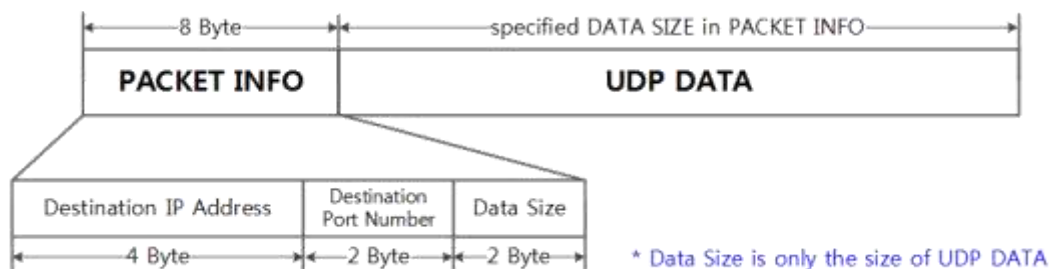 8 Byte
specified DATA SIZE in PACKET INFO
PACKET INFO
UDP DATA
Destination IP Address
Destination
Port Number
Data Size
4 Byte
2 Byte
2 Byte
* Data Size is only the size of UDP DATA